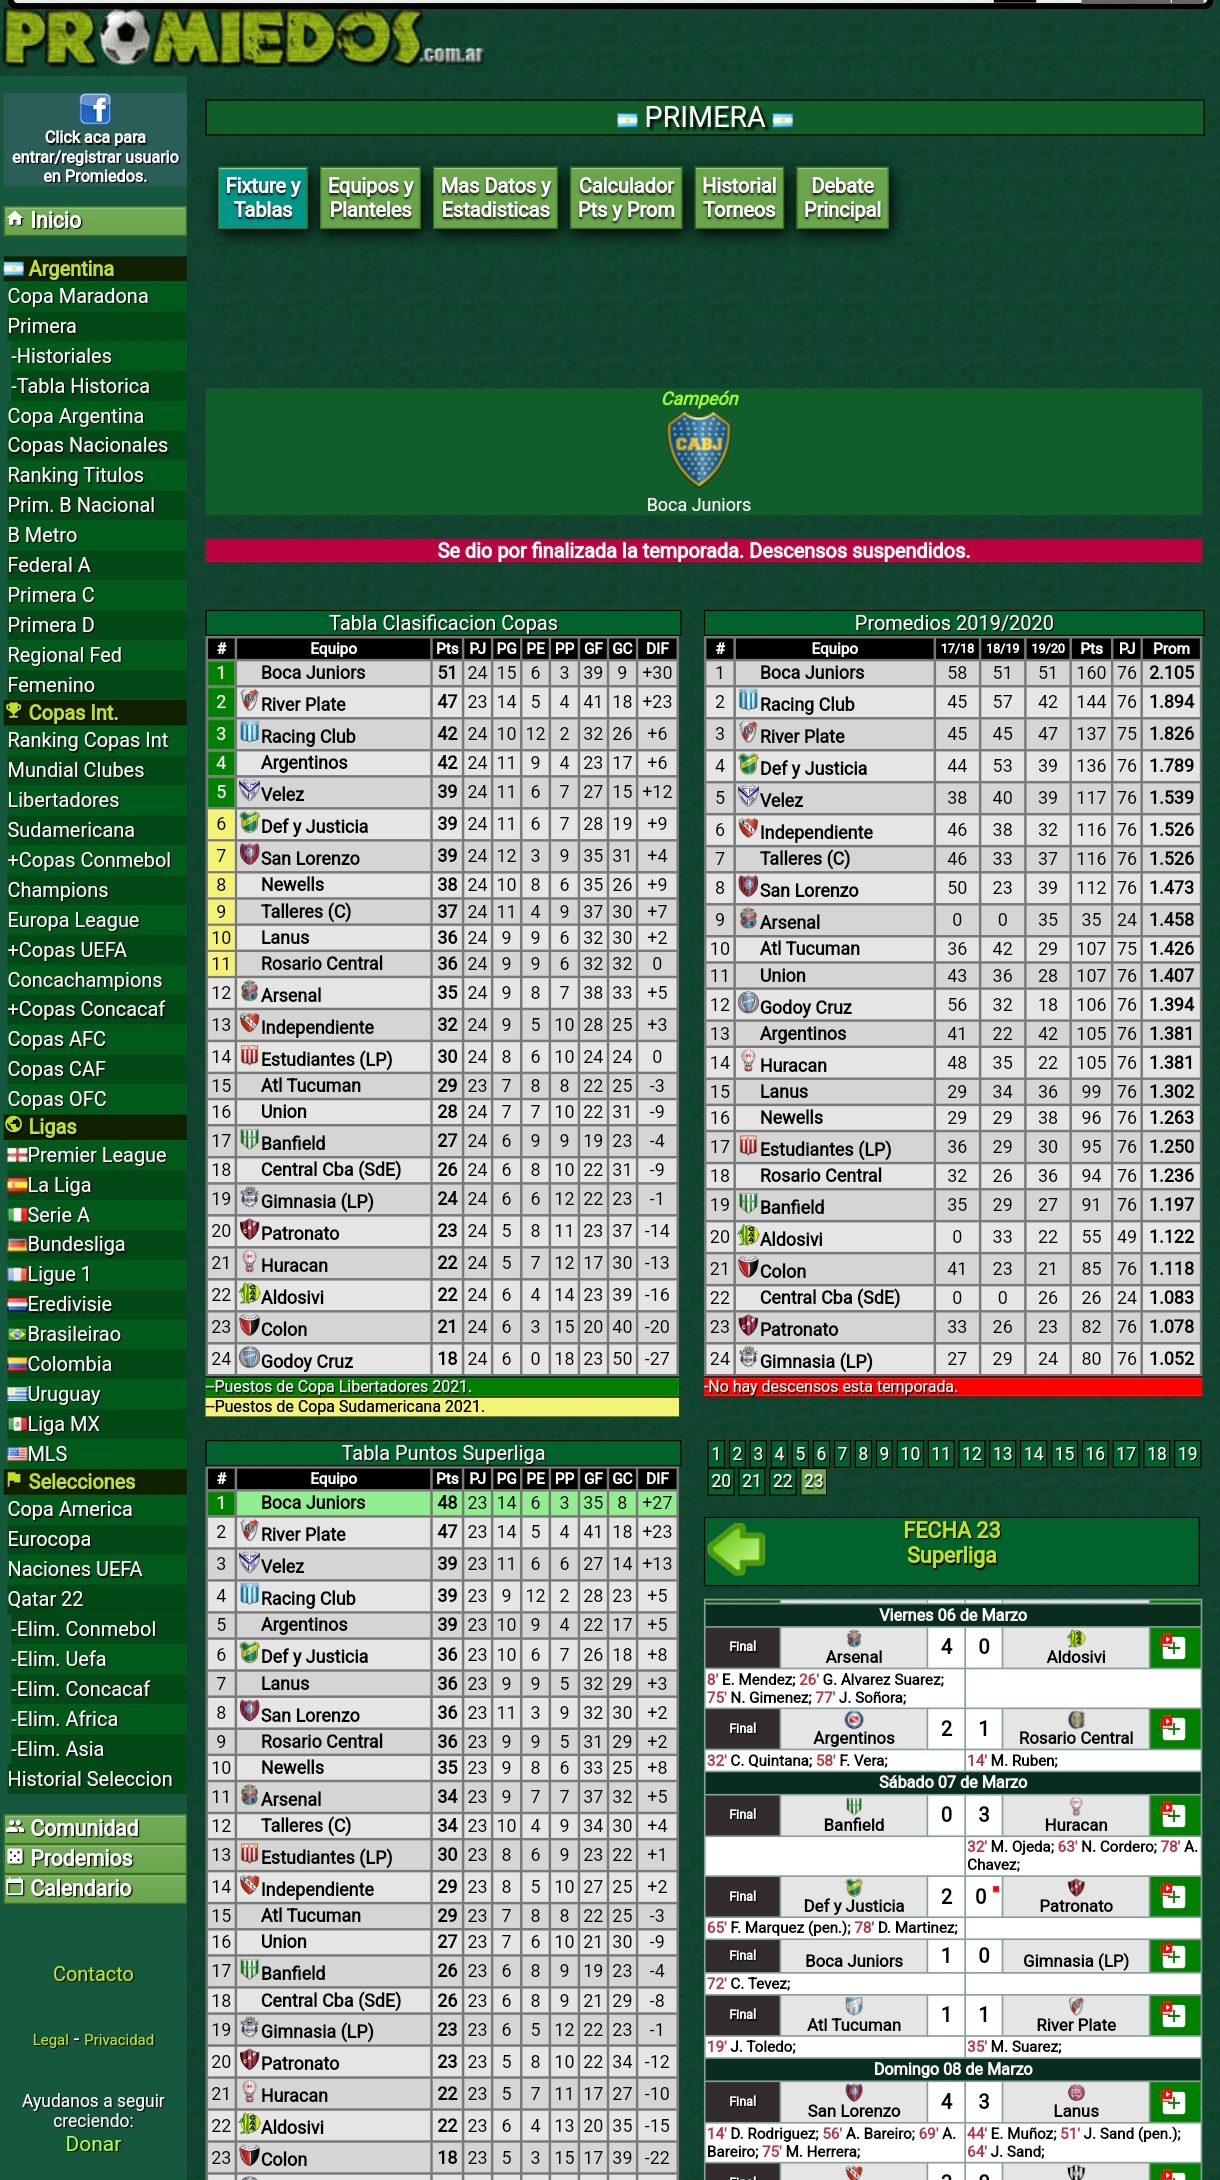 PROMIEDOS.com.ar
Click aca para
entrar/registrar usuario
en Promiedos.
Inicio
Argentina
Copa Maradona
Primera
-Historiales
-Tabla Historica
Copa Argentina
Copas Nacionales
Ranking Titulos
Prim. B Nacional
B Metro
Federal A
Primera C
Primera D
Regional Fed
Femenino
Copas Int.
Ranking Copas Int
Mundial Clubes
Libertadores
Sudamericana
+Copas Conmebol
Champions
Europa League
+Copas UEFA
Concachampions
+Copas Concacaf
Copas AFC
Copas CAF
Copas OFC
Ligas
Premier League
La Liga
Serie A
Bundesliga
Ligue 1
Eredivisie
Brasileirao
Colombia
Uruguay
Liga MX
MLS
Selecciones
Copa America
Eurocopa
Naciones UEFA
Qatar 22
-Elim. Conmebol
-Elim. Uefa
-Elim. Concacaf
-Elim. Africa
-Elim. Asia
Historial Seleccion
Comunidad
Prodemios
Calendario
Contacto
Legal - Privacidad
Ayudanos a seguir
creciendo:
Donar
PRIMERA
Fixture y Tablas
Equipos y Planteles
Mas Datos y Estadisticas
Calculador Pts y Prom
Historial Torneos
Debate Principal
Campeón
CABJ
Boca Juniors
Se dio por finalizada la temporada. Descensos suspendidos.
Tabla Clasificacion Copas
# Equipo Pts PJ PG PE PP GF GC DIF
1 Boca Juniors 51 24 15 6 3 39 9 +30
2 River Plate 47 23 14 5 4 41 18 +23
3 Racing Club 42 24 10 12 2 32 26 +6
4 Argentinos 42 24 11 9 4 23 17 +6
5 Velez 39 24 11 6 7 27 15 +12
6 Def y Justicia 39 24 11 6 7 28 19 +9
7 San Lorenzo 39 24 12 3 9 35 31 +4
8 Newells 38 24 10 8 6 35 26 +9
9 Talleres (C) 37 24 11 4 9 37 30 +7
10 Lanus 36 24 9 9 6 32 30 +2
11 Rosario Central 36 24 9 9 6 32 32 0
12 Arsenal 35 24 9 8 7 38 33 +5
13 Independiente 32 24 9 5 10 28 25 +3
14 Estudiantes (LP) 30 24 8 6 10 24 24 0
15 Atl Tucuman 29 23 7 8 8 22 25 -3
16 Union 28 24 7 7 10 22 31 -9
17 Banfield 27 24 6 9 9 19 23 -4
18 Central Cba (SdE) 26 24 6 8 10 22 31 -9
19 Gimnasia (LP) 24 24 6 6 12 22 23 -1
20 Patronato 23 24 5 8 11 23 37 -14
21 Huracan 22 24 5 7 12 17 30 -13
22 Aldosivi 22 24 6 4 14 23 39 -16
23 Colon 21 24 6 3 15 20 40 -20
24 Godoy Cruz 18 24 6 0 18 23 50 -27
--Puestos de Copa Libertadores 2021.
--Puestos de Copa Sudamericana 2021.
Promedios 2019/2020
# Equipo 17/18 18/19 19/20 Pts PJ Prom
1 Boca Juniors 58 51 51 160 76 2.105
2 Racing Club 45 57 42 144 76 1.894
3 River Plate 45 45 47 137 75 1.826
4 Def y Justicia 44 53 39 136 76 1.789
5 Velez 38 40 39 117 76 1.539
6 Independiente 46 38 32 116 76 1.526
7 Talleres (C) 46 33 37 116 76 1.526
8 San Lorenzo 50 23 39 112 76 1.473
9 Arsenal 0 0 35 35 24 1.458
10 Atl Tucuman 36 42 29 107 75 1.426
11 Union 43 36 28 107 76 1.407
12 Godoy Cruz 56 32 18 106 76 1.394
13 Argentinos 41 22 42 105 76 1.381
14 Huracan 48 35 22 105 76 1.381
15 Lanus 29 34 36 99 76 1.302
16 Newells 29 29 38 96 76 1.263
17 Estudiantes (LP) 36 29 30 95 76 1.250
18 Rosario Central 32 26 36 94 76 1.236
19 Banfield 35 29 27 91 76 1.197
20 Aldosivi 0 33 22 55 49 1.122
21 Colon 41 23 21 85 76 1.118
22 Central Cba (SdE) 0 0 26 26 24 1.083
23 Patronato 33 26 23 82 76 1.078
24 Gimnasia (LP) 27 29 24 80 76 1.052
-No hay descensos esta temporada.
Tabla Puntos Superliga
# Equipo Pts PJ PG PE PP GF GC DIF
1 Boca Juniors 48 23 14 6 3 35 8 +27
2 River Plate 47 23 14 5 4 41 18 +23
3 Velez 39 23 11 6 6 27 14 +13
4 Racing Club 39 23 9 12 2 28 23 +5
5 Argentinos 39 23 10 9 4 22 17 +5
6 Def y Justicia 36 23 10 6 7 26 18 +8
7 Lanus 36 23 9 9 5 32 29 +3
8 San Lorenzo 36 23 11 3 9 32 30 +2
9 Rosario Central 36 23 9 9 5 31 29 +2
10 Newells 35 23 9 8 6 33 25 +8
11 Arsenal 34 23 9 7 7 37 32 +5
12 Talleres (C) 34 23 10 4 9 34 30 +4
13 Estudiantes (LP) 30 23 8 6 9 23 22 +1
14 Independiente 29 23 8 5 10 27 25 +2
15 Atl Tucuman 29 23 7 8 8 22 25 -3
16 Union 27 23 7 6 10 21 30 -9
17 Banfield 26 23 6 8 9 19 23 -4
18 Central Cba (SdE) 26 23 6 8 9 21 29 -8
19 Gimnasia (LP) 23 23 6 5 12 22 23 -1
20 Patronato 23 23 5 8 10 22 34 -12
21 Huracan 22 23 5 7 11 17 27 -10
22 Aldosivi 22 23 6 4 13 20 35 -15
23 Colon 18 23 5 3 15 17 39 -22
1 2 3 4 5 6 7 8 9 10 11 12 13 14 15 16 17 18 19
20 21 22 23
FECHA 23
Superliga
Viernes 06 de Marzo
Final Arsenal 4 0 Aldosivi
8' E. Mendez; 26' G. Alvarez Suarez;
75' N. Gimenez; 77' J. Soñora;
Final Argentinos 2 1 Rosario Central
32' C. Quintana; 58' F. Vera; 14' M. Ruben;
Sábado 07 de Marzo
Final Banfield 0 3 Huracan
32' M. Ojeda; 63' N. Cordero; 78' A.
Chavez;
Final Def y Justicia 2 0 Patronato
65' F. Marquez (pen.); 78' D. Martinez;
Final Boca Juniors 1 0 Gimnasia (LP)
72' C. Tevez;
Final Atl Tucuman 1 1 River Plate
19' J. Toledo; 35' M. Suarez;
Domingo 08 de Marzo
Final San Lorenzo 4 3 Lanus
14' D. Rodriguez; 56' A. Bareiro; 69' A. 44' E. Muñoz; 51' J. Sand (pen.);
Bareiro; 75' M. Herrera; 64' J. Sand;